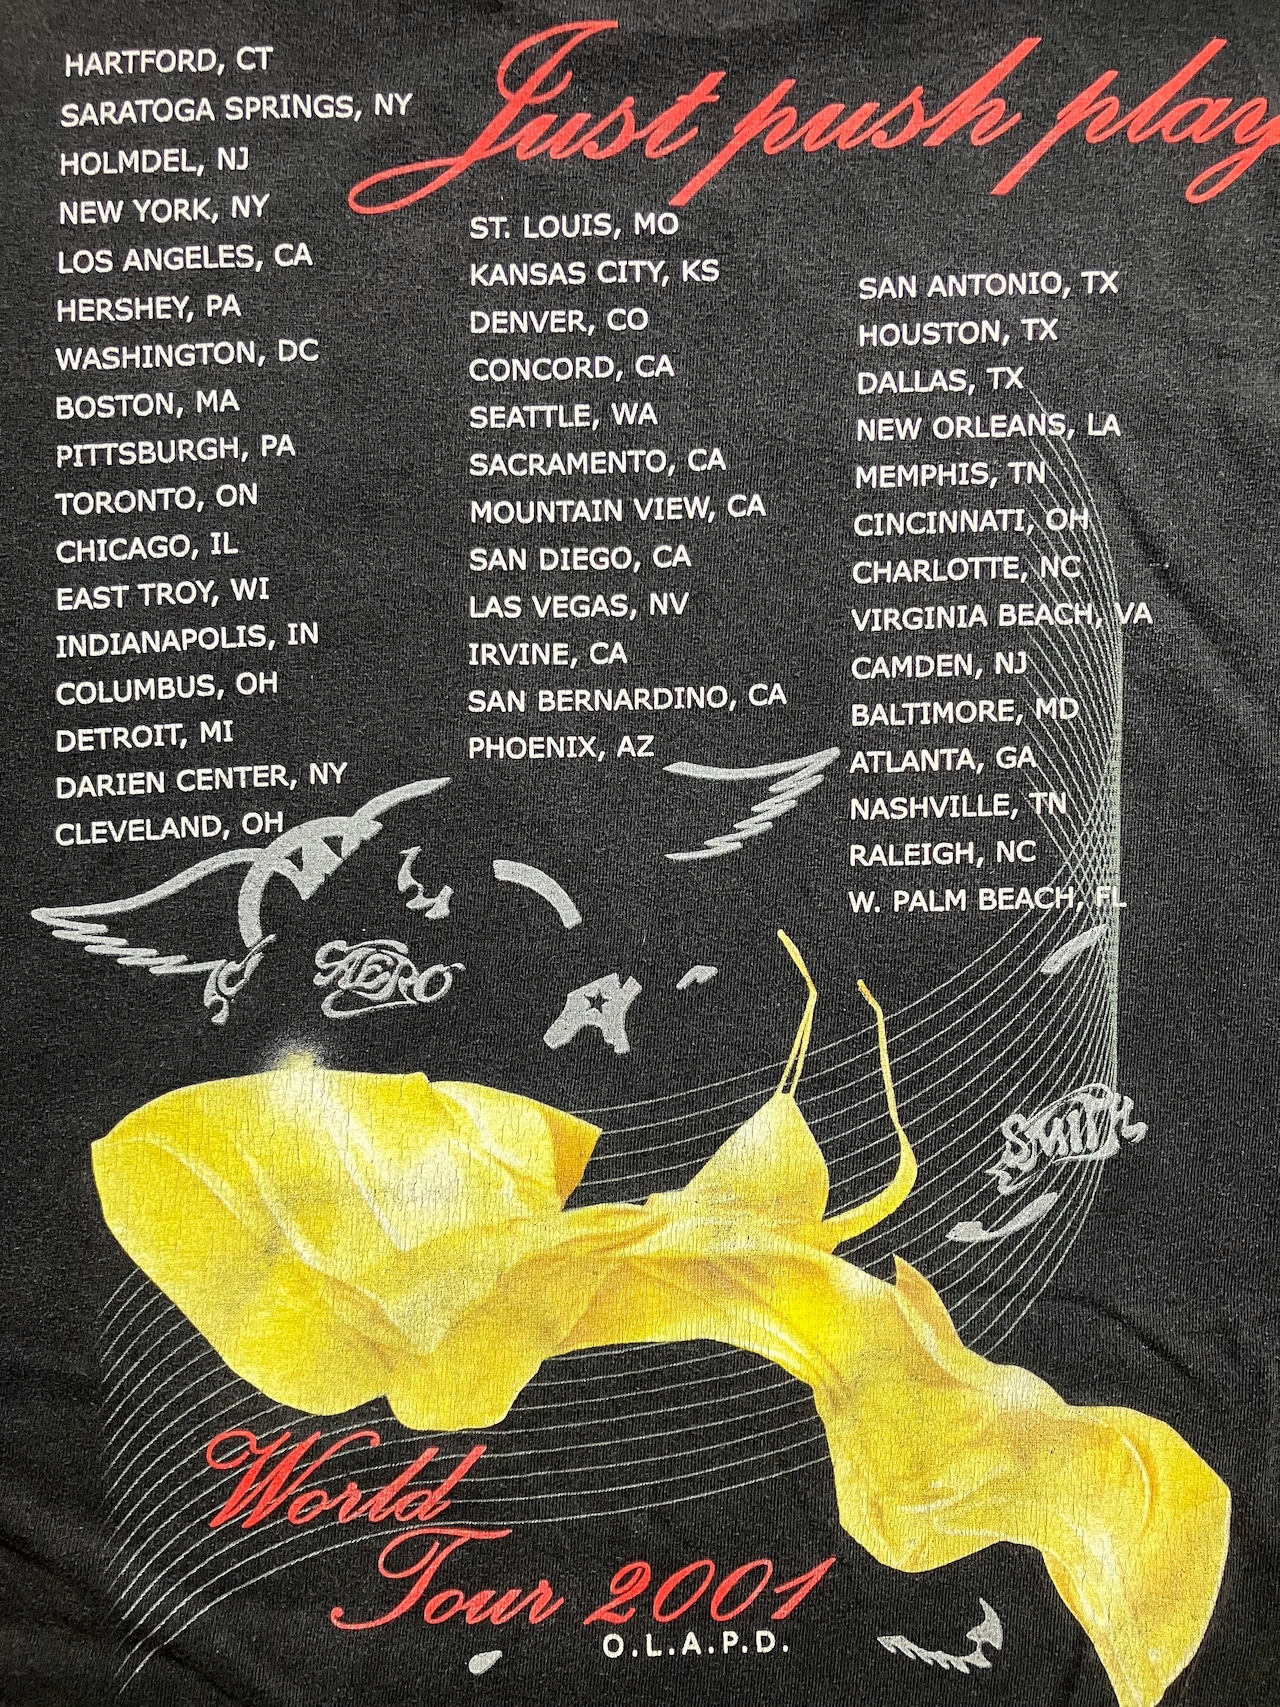 Just push play
HARTFORD, CT
SARATOGA SPRINGS, NY
HOLMDEL, NJ
NEW YORK, NY
LOS ANGELES, CA
HERSHEY, PA
WASHINGTON, DC
BOSTON, MA
PITTSBURGH, PA
TORONTO, ON
CHICAGO, IL
EAST TROY, WI
INDIANAPOLIS, IN
COLUMBUS, OH
DETROIT, MI
DARIEN CENTER, NY
CLEVELAND, OH
ST. LOUIS, MO
KANSAS CITY, KS
DENVER, CO
CONCORD, CA
SEATTLE, WA
SACRAMENTO, CA
MOUNTAIN VIEW, CA
SAN DIEGO, CA
LAS VEGAS, NV
IRVINE, CA
SAN BERNARDINO, CA
PHOENIX, AZ
SAN ANTONIO, TX
HOUSTON, TX
DALLAS, TX
NEW ORLEANS, LA
MEMPHIS, TN
CINCINNATI, OH
CHARLOTTE, NC
VIRGINIA BEACH, VA
CAMDEN, NJ
BALTIMORE, MD
ATLANTA, GA
NASHVILLE, TN
RALEIGH, NC
W. PALM BEACH, FL
AERO
A
SMITH
World
Tour 2001
O.L.A.P.D.